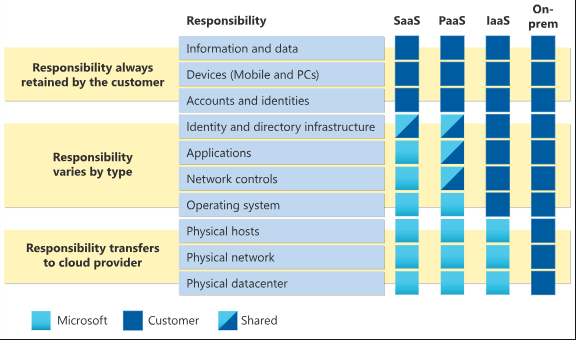 Responsibility SaaS PaaS IaaS On-
prem
Responsibility always
retained by the customer
Information and data
Devices (Mobile and PCs)
Accounts and identities
Responsibility
varies by type
Identity and directory infrastructure
Applications
Network controls
Operating system
Responsibility transfers
to cloud provider
Physical hosts
Physical network
Physical datacenter
Microsoft Customer Shared